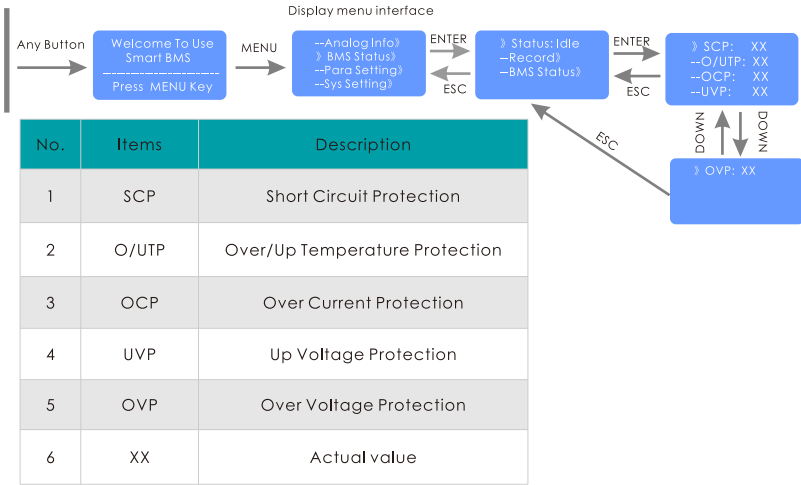 Display menu interface
Any Button
Welcome To Use
Smart BMS
Press MENU Key
MENU
--Analog Info》
》BMS Status》
--Para Setting》
--Sys Setting》
ENTER
ESC
》Status: Idle
—Record》
—BMS Status》
ENTER
ESC
》SCP: XX
--O/UTP: XX
--OCP: XX
--UVP: XX
DOWN
DOWN
ESC
》OVP: XX
No. Items Description
1 SCP Short Circuit Protection
2 O/UTP Over/Up Temperature Protection
3 OCP Over Current Protection
4 UVP Up Voltage Protection
5 OVP Over Voltage Protection
6 XX Actual value